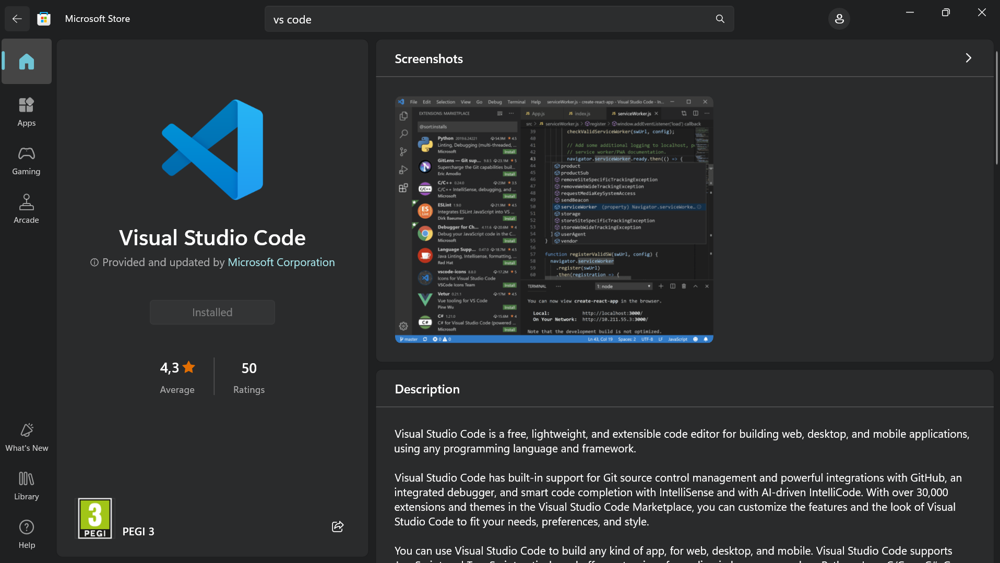 Microsoft Store
vs code
Apps
Gaming
Arcade
What's New
Library
Help
Visual Studio Code
Provided and updated by Microsoft Corporation
Installed
4,3
Average
50
Ratings
3
PEGI
PEGI 3
Screenshots
File Edit Selection View Go Debug Terminal Help serviceWorker.js - create-react-app - Visual Studio Code - In...
EXTENSIONS: MARKETPLACE
@sort:installs
Python 2019.6.24221 54.9M 4.5
Linting, Debugging (multi-threaded, ...
Microsoft Install
GitLens — Git sup... 9.8.5 23.1M 5
Supercharge the Git capabilities buil...
Eric Amodio Install
C/C++
C/C++ 0.24.0 23M 3.5
C/C++ IntelliSense, debugging, and ...
Microsoft Install
ES
Lint
ESLint 1.9.0 21.9M 4.5
Integrates ESLint JavaScript into VS ...
Dirk Baeumer Install
Debugger for Ch... 4.11.6 20.6M 4
Debug your JavaScript code in the C...
Microsoft Install
Language Supp... 0.47.0 18.7M 4.5
Java Linting, Intellisense, formatting, ...
Red Hat Install
vscode-icons 8.8.0 17.2M 5
Icons for Visual Studio Code
VSCode Icons Team Install
Vetur 0.21.1 17M 4.5
Vue tooling for VS Code
Pine Wu Install
C#
C# 1.21.0 15.6M 4
C# for Visual Studio Code (powered ...
Microsoft Install
JS App.js JS index.js JS serviceWorker.js
src > JS serviceWorker.js > register > window.addEventListener('load') callback
39 checkValidServiceWorker(swUrl, config);
40
41 // Add some additional logging to localhost, p
42 // service worker/PWA documentation.
43 navigator.serviceWorker.ready.then(() => {
44 product
45 productSub
46 removeSiteSpecificTrackingException
47 removeWebWideTrackingException
48 requestMediaKeySystemAccess
49 sendBeacon
50 serviceWorker (property) Navigator.serviceWorke...
51 storage
52 storeSiteSpecificTrackingException
53 storeWebWideTrackingException
54 } userAgent
55 } vendor
56
57 function registerValidSW(swUrl, config) {
58 navigator.serviceWorker
59 .register(swUrl)
60 .then(registration => {
TERMINAL ... 1: node
You can now view create-react-app in the browser.
Local: http://localhost:3000/
On Your Network: http://10.211.55.3:3000/
Note that the development build is not optimized.
master 0 0 Ln 43, Col 19 Spaces: 2 UTF-8 LF JavaScript
Description
Visual Studio Code is a free, lightweight, and extensible code editor for building web, desktop, and mobile applications,
using any programming language and framework.
Visual Studio Code has built-in support for Git source control management and powerful integrations with GitHub, an
integrated debugger, and smart code completion with IntelliSense and with AI-driven IntelliCode. With over 30,000
extensions and themes in the Visual Studio Code Marketplace, you can customize the features and the look of Visual
Studio Code to fit your needs, preferences, and style.
You can use Visual Studio Code to build any kind of app, for web, desktop, and mobile. Visual Studio Code supports